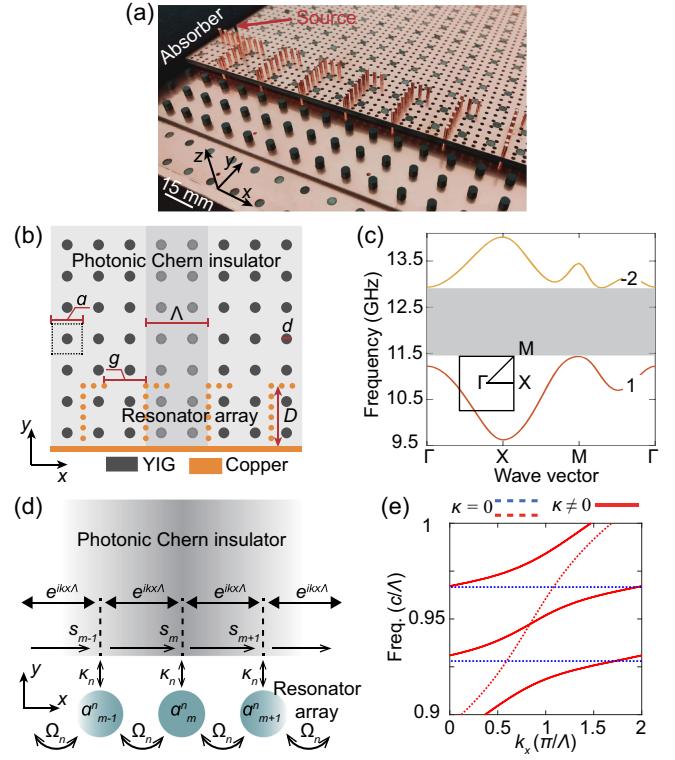 (a)
Absorber
Source
z y x
15 mm
(b)
Photonic Chern insulator
a
Λ
d
g
Resonator array
D
y
x
YIG Copper
(c)
Frequency (GHz)
13.5
12.5
11.5
10.5
9.5
-2
1
M
Γ X
Γ X M Γ
Wave vector
(d)
Photonic Chern insulator
e^{ikxΛ} e^{ikxΛ} e^{ikxΛ} e^{ikxΛ}
s_{m-1} s_m s_{m+1}
κ_n κ_n κ_n
y
x
Resonator
array
a^n_{m-1} a^n_m a^n_{m+1}
Ω_n Ω_n Ω_n Ω_n
(e)
κ = 0 κ ≠ 0
Freq. (c/Λ)
1
0.95
0.9
0 0.5 1 1.5 2
k_x (π/Λ)